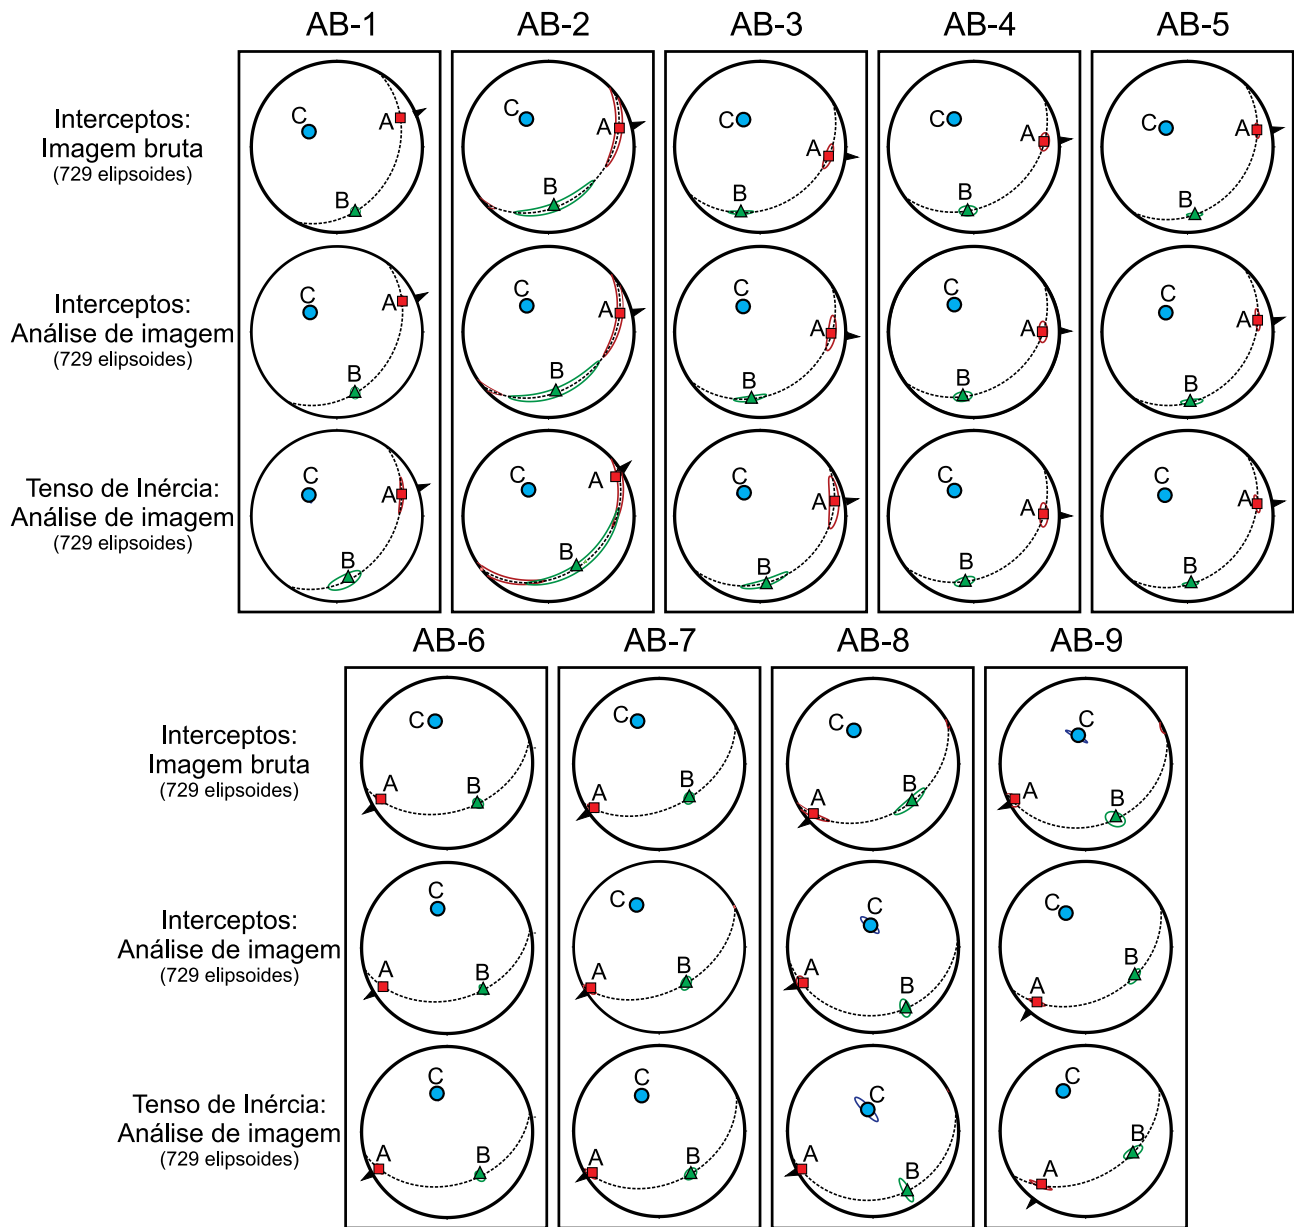 AB-1 AB-2 AB-3 AB-4 AB-5
Interceptos:
Imagem bruta
(729 elipsoides)
C A B C A B C A B C A B C A B
Interceptos:
Análise de imagem
(729 elipsoides)
C A B C A B C A B C A B C A B
Tenso de Inércia:
Análise de imagem
(729 elipsoides)
C A B C A B C A B C A B C A B
AB-6 AB-7 AB-8 AB-9
Interceptos:
Imagem bruta
(729 elipsoides)
C A B C A B C A B C A B
Interceptos:
Análise de imagem
(729 elipsoides)
C A B C A B C A B C A B
Tenso de Inércia:
Análise de imagem
(729 elipsoides)
C A B C A B C A B C A B